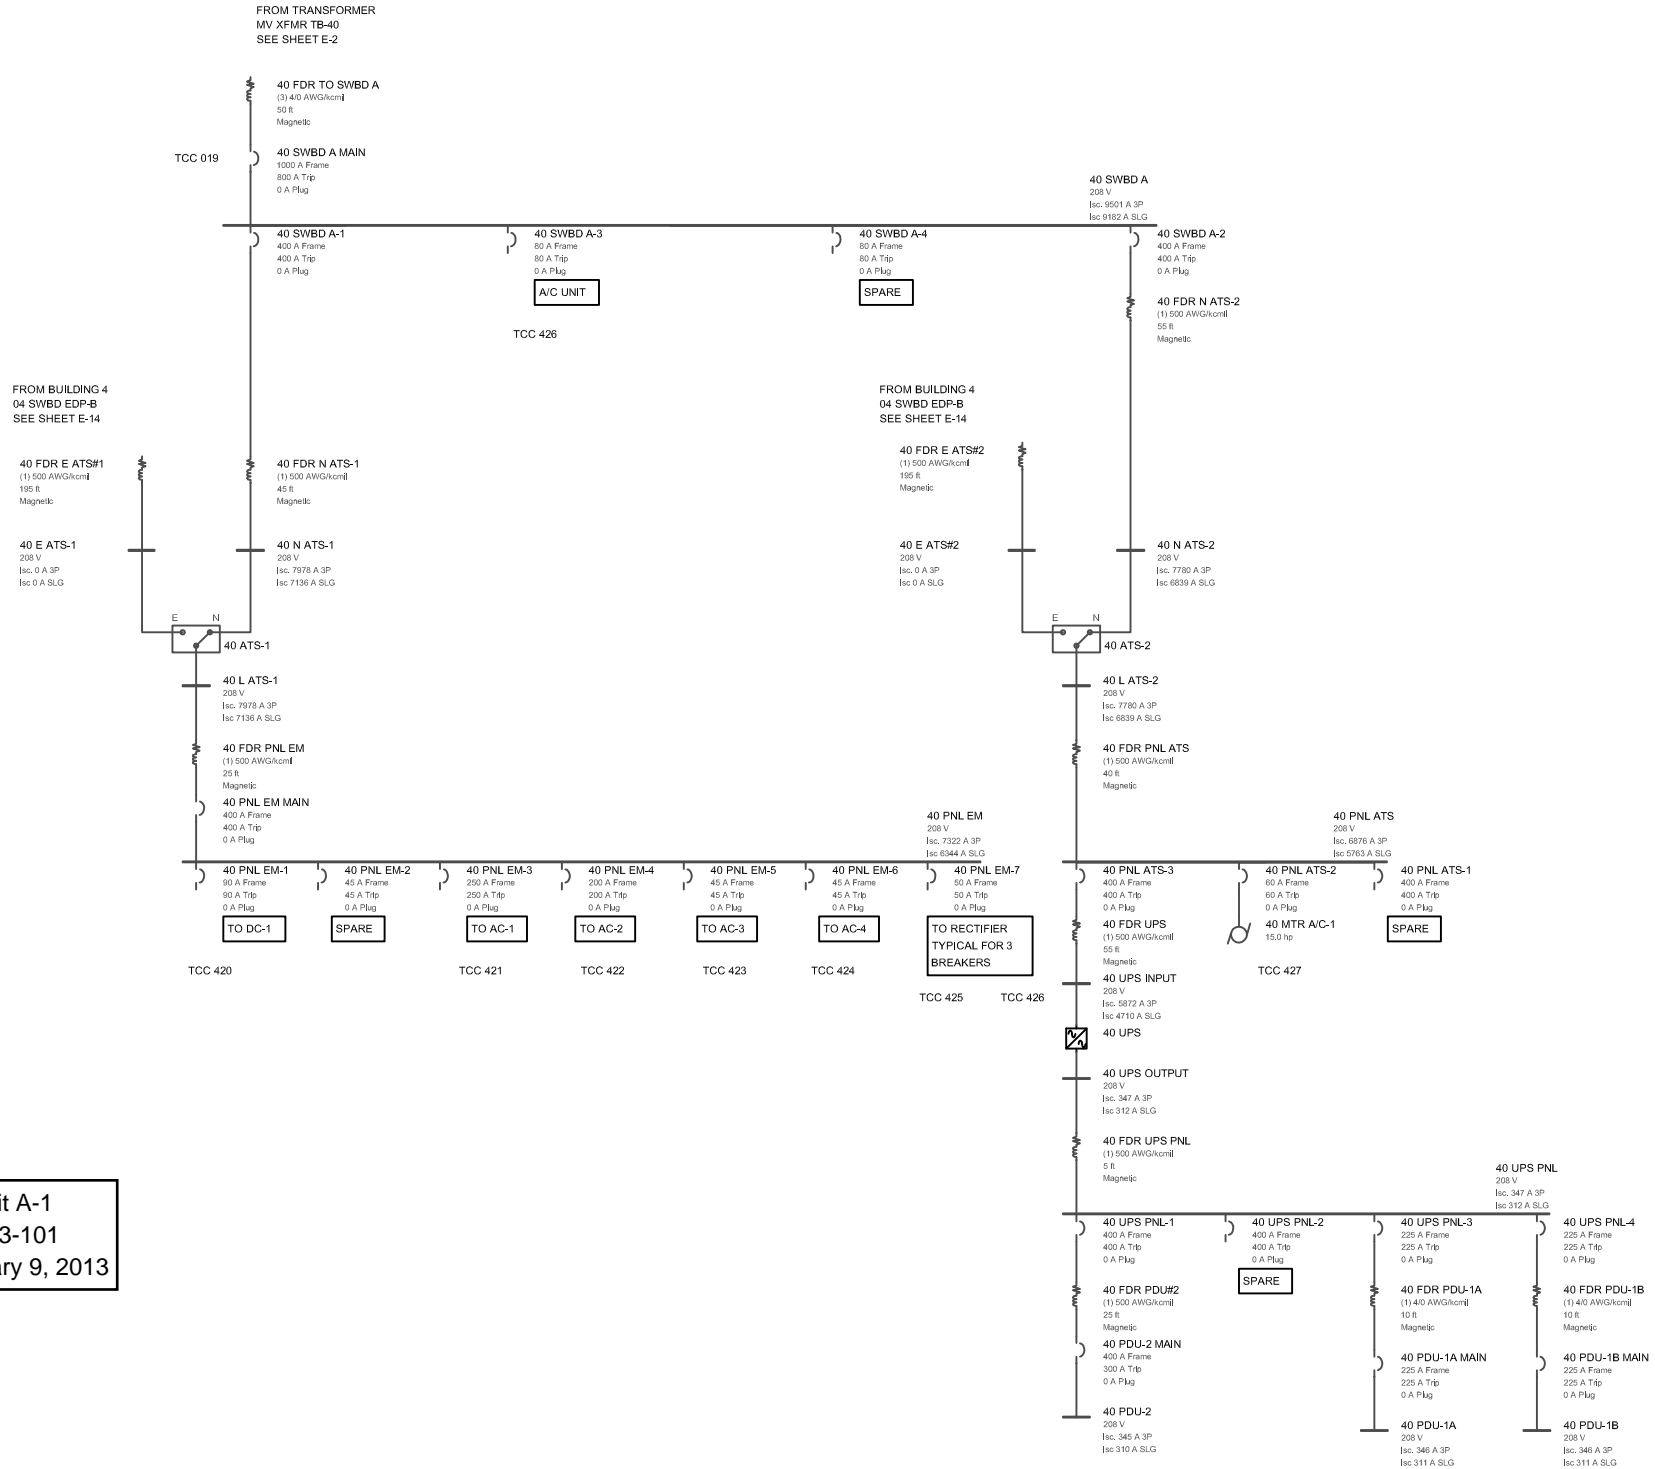 FROM TRANSFORMER
MV XFMR TB-40
SEE SHEET E-2
40 FDR TO SWBD A
(3) 4/0 AWG/kcmil
50 ft
Magnetic
TCC 019
40 SWBD A MAIN
1000 A Frame
800 A Trip
0 A Plug
40 SWBD A
208 V
Isc. 9501 A 3P
Isc 9182 A SLG
40 SWBD A-1
400 A Frame
400 A Trip
0 A Plug
40 SWBD A-3
80 A Frame
80 A Trip
0 A Plug
A/C UNIT
TCC 426
40 SWBD A-4
80 A Frame
80 A Trip
0 A Plug
SPARE
40 SWBD A-2
400 A Frame
400 A Trip
0 A Plug
40 FDR N ATS-2
(1) 500 AWG/kcmil
55 ft
Magnetic
FROM BUILDING 4
04 SWBD EDP-B
SEE SHEET E-14
40 FDR E ATS#1
(1) 500 AWG/kcmil
195 ft
Magnetic
40 FDR N ATS-1
(1) 500 AWG/kcmil
45 ft
Magnetic
FROM BUILDING 4
04 SWBD EDP-B
SEE SHEET E-14
40 FDR E ATS#2
(1) 500 AWG/kcmil
195 ft
Magnetic
40 E ATS-1
208 V
Isc. 0 A 3P
Isc 0 A SLG
40 N ATS-1
208 V
Isc. 7978 A 3P
Isc 7136 A SLG
40 E ATS#2
208 V
Isc. 0 A 3P
Isc 0 A SLG
40 N ATS-2
208 V
Isc. 7780 A 3P
Isc 6839 A SLG
E N
40 ATS-1
E N
40 ATS-2
40 L ATS-1
208 V
Isc. 7978 A 3P
Isc 7136 A SLG
40 L ATS-2
208 V
Isc. 7780 A 3P
Isc 6839 A SLG
40 FDR PNL EM
(1) 500 AWG/kcmil
25 ft
Magnetic
40 FDR PNL ATS
(1) 500 AWG/kcmil
40 ft
Magnetic
40 PNL EM MAIN
400 A Frame
400 A Trip
0 A Plug
40 PNL EM
208 V
Isc. 7322 A 3P
Isc 6344 A SLG
40 PNL ATS
208 V
Isc. 6876 A 3P
Isc 5763 A SLG
40 PNL EM-1
90 A Frame
90 A Trip
0 A Plug
TO DC-1
TCC 420
40 PNL EM-2
45 A Frame
45 A Trip
0 A Plug
SPARE
40 PNL EM-3
250 A Frame
250 A Trip
0 A Plug
TO AC-1
TCC 421
40 PNL EM-4
200 A Frame
200 A Trip
0 A Plug
TO AC-2
TCC 422
40 PNL EM-5
45 A Frame
45 A Trip
0 A Plug
TO AC-3
TCC 423
40 PNL EM-6
45 A Frame
45 A Trip
0 A Plug
TO AC-4
TCC 424
40 PNL EM-7
50 A Frame
50 A Trip
0 A Plug
TO RECTIFIER
TYPICAL FOR 3
BREAKERS
TCC 425
TCC 426
40 PNL ATS-3
400 A Frame
400 A Trip
0 A Plug
40 FDR UPS
(1) 500 AWG/kcmil
55 ft
Magnetic
40 PNL ATS-2
60 A Frame
60 A Trip
0 A Plug
40 MTR A/C-1
15.0 hp
TCC 427
40 PNL ATS-1
400 A Frame
400 A Trip
0 A Plug
SPARE
40 UPS INPUT
208 V
Isc. 5872 A 3P
Isc 4710 A SLG
40 UPS
40 UPS OUTPUT
208 V
Isc. 347 A 3P
Isc 312 A SLG
40 FDR UPS PNL
(1) 500 AWG/kcmil
5 ft
Magnetic
40 UPS PNL
208 V
Isc. 347 A 3P
Isc 312 A SLG
40 UPS PNL-1
400 A Frame
400 A Trip
0 A Plug
40 UPS PNL-2
400 A Frame
400 A Trip
0 A Plug
SPARE
40 UPS PNL-3
225 A Frame
225 A Trip
0 A Plug
40 UPS PNL-4
225 A Frame
225 A Trip
0 A Plug
40 FDR PDU#2
(1) 500 AWG/kcmil
25 ft
Magnetic
40 FDR PDU-1A
(1) 4/0 AWG/kcmil
10 ft
Magnetic
40 FDR PDU-1B
(1) 4/0 AWG/kcmil
10 ft
Magnetic
40 PDU-2 MAIN
400 A Frame
300 A Trip
0 A Plug
40 PDU-1A MAIN
225 A Frame
225 A Trip
0 A Plug
40 PDU-1B MAIN
225 A Frame
225 A Trip
0 A Plug
40 PDU-2
208 V
Isc. 345 A 3P
Isc 310 A SLG
40 PDU-1A
208 V
Isc. 346 A 3P
Isc 311 A SLG
40 PDU-1B
208 V
Isc. 346 A 3P
Isc 311 A SLG
it A-1
3-101
ary 9, 2013